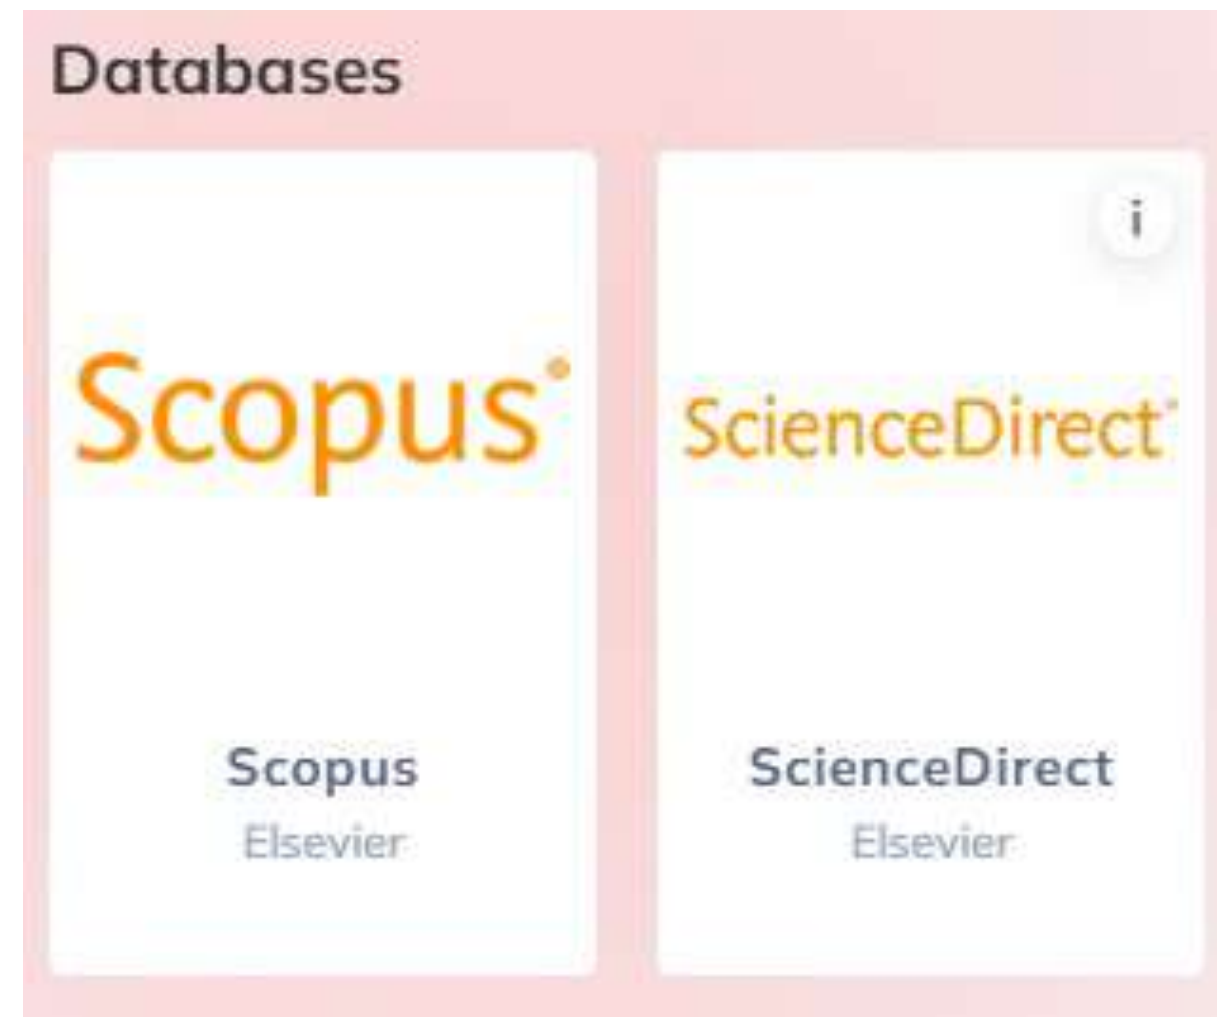 Databases
i
Scopus®
ScienceDirect
Scopus
Elsevier
ScienceDirect
Elsevier